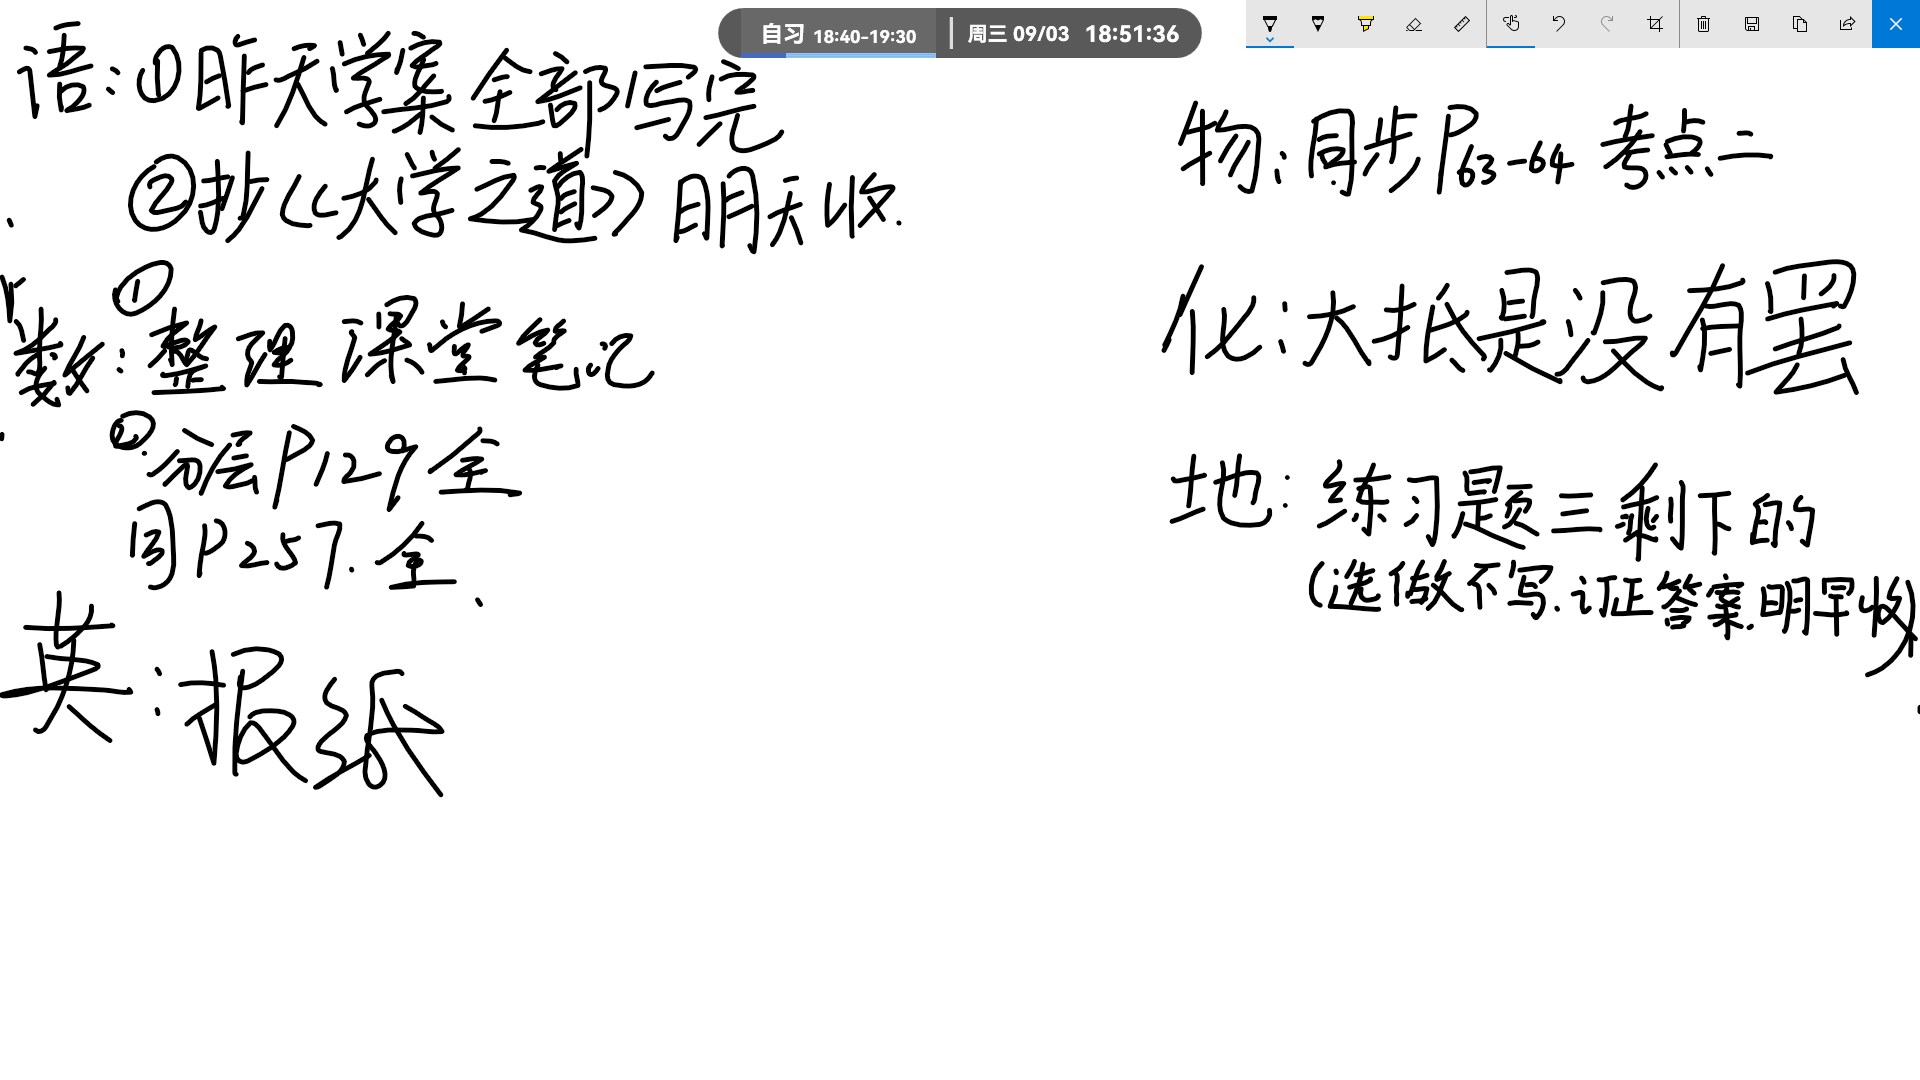 自习 18:40-19:30 周三 09/03 18:51:36
语:①昨天学案全部写完
②抄《大学之道》明天收.
数:①整理课堂笔记
②分层P129全
同P257.全、
英:报纸
物:同步P63-64 考点二
化:大抵是没有罢
地:练习题三剩下的
(选做不写.订正答案.明早收)